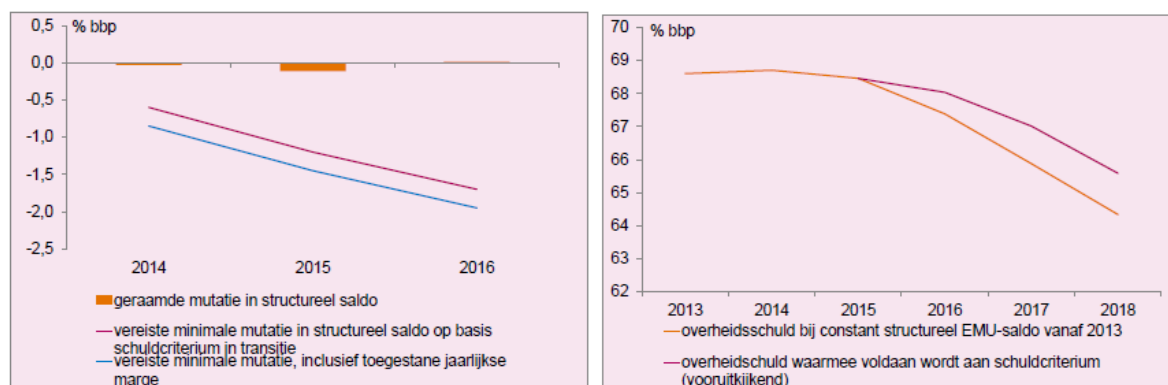 % bbp
0,5
0,0
-0,5
-1,0
-1,5
-2,0
-2,5
2014 2015 2016
geraamde mutatie in structureel saldo
vereiste minimale mutatie in structureel saldo op basis
schuldcriterium in transitie
vereiste minimale mutatie, inclusief toegestane jaarlijkse
marge
% bbp
70
69
68
67
66
65
64
63
62
2013 2014 2015 2016 2017 2018
overheidsschuld bij constant structureel EMU-saldo vanaf 2013
overheidschuld waarmee voldaan wordt aan schuldcriterium
(vooruitkijkend)